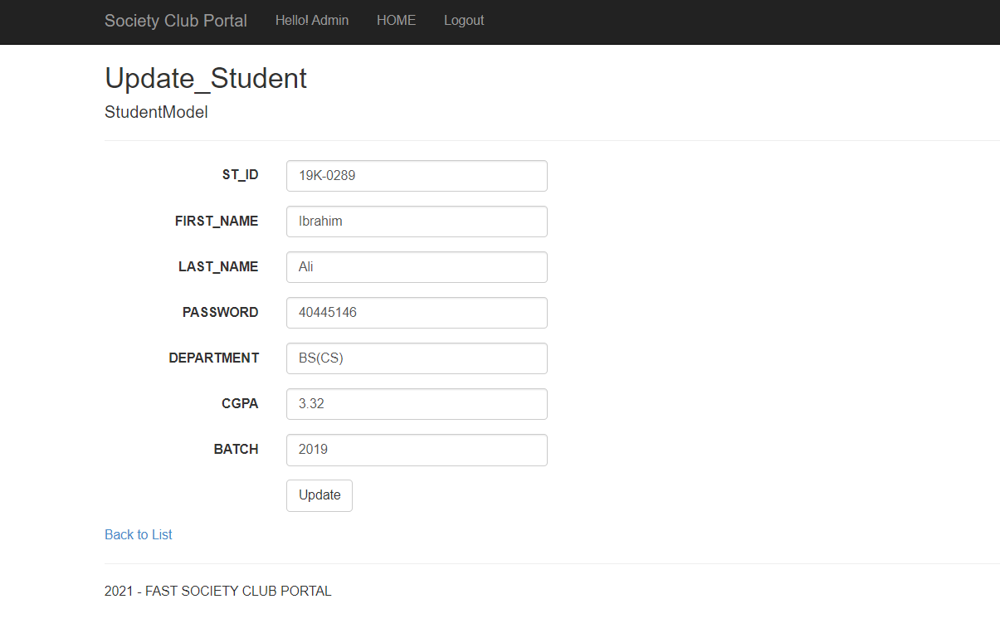 Society Club Portal Hello! Admin HOME Logout
Update_Student
StudentModel
ST_ID 19K-0289
FIRST_NAME Ibrahim
LAST_NAME Ali
PASSWORD 40445146
DEPARTMENT BS(CS)
CGPA 3.32
BATCH 2019
Update
Back to List
2021 - FAST SOCIETY CLUB PORTAL